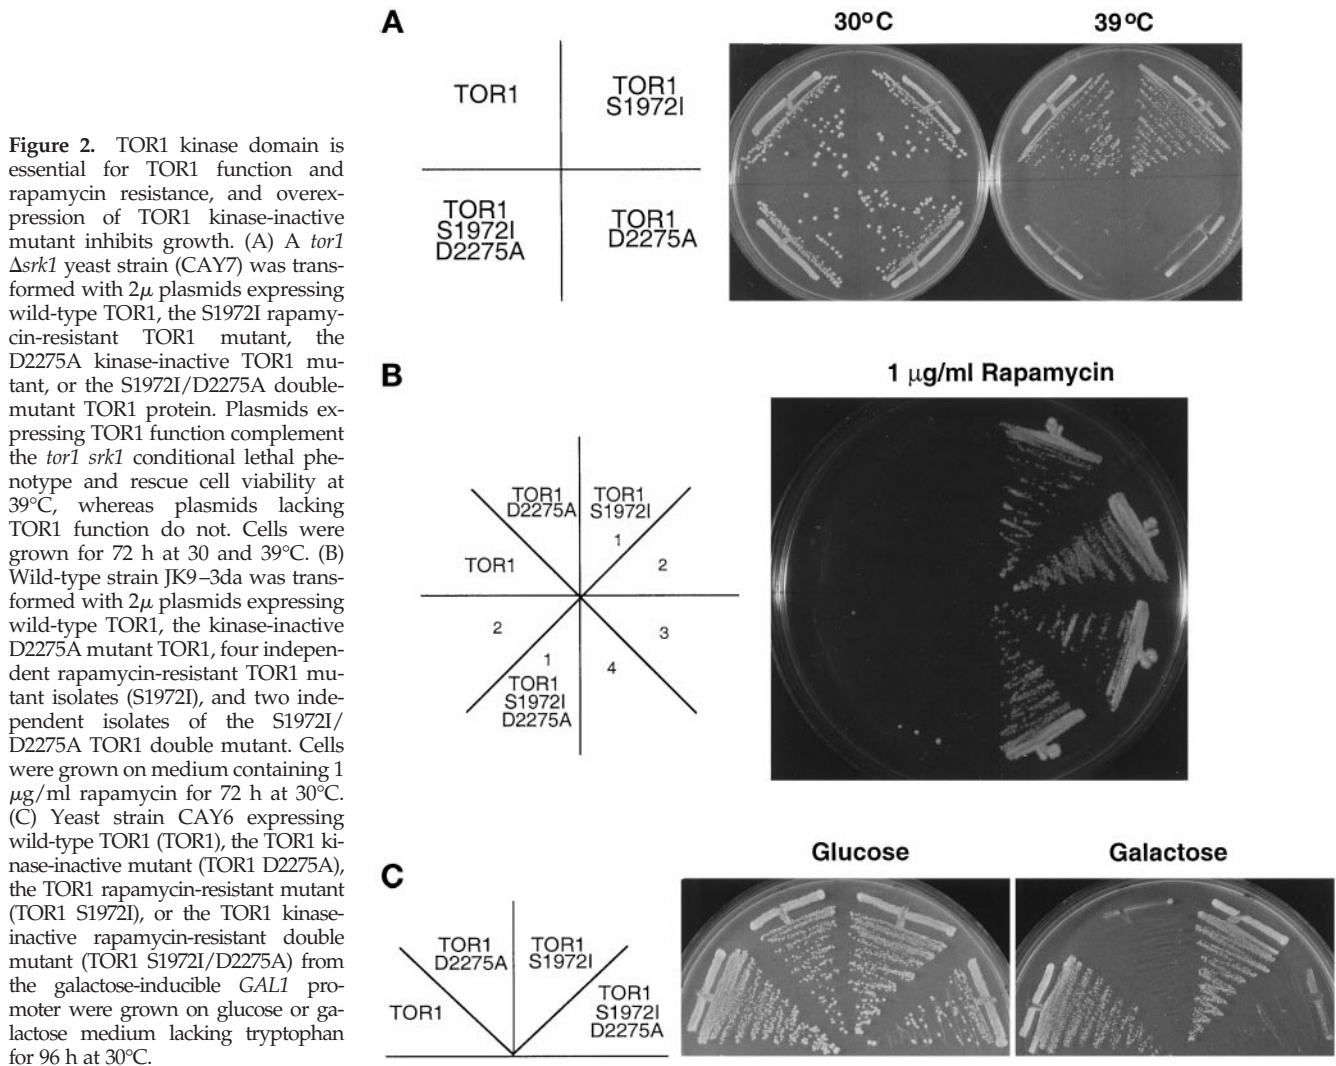 Figure 2. TOR1 kinase domain is
essential for TOR1 function and
rapamycin resistance, and overex-
pression of TOR1 kinase-inactive
mutant inhibits growth. (A) A tor1
Δsrk1 yeast strain (CAY7) was trans-
formed with 2μ plasmids expressing
wild-type TOR1, the S1972I rapamy-
cin-resistant TOR1 mutant, the
D2275A kinase-inactive TOR1 mu-
tant, or the S1972I/D2275A double-
mutant TOR1 protein. Plasmids ex-
pressing TOR1 function complement
the tor1 srk1 conditional lethal phe-
notype and rescue cell viability at
39°C, whereas plasmids lacking
TOR1 function do not. Cells were
grown for 72 h at 30 and 39°C. (B)
Wild-type strain JK9–3da was trans-
formed with 2μ plasmids expressing
wild-type TOR1, the kinase-inactive
D2275A mutant TOR1, four indepen-
dent rapamycin-resistant TOR1 mu-
tant isolates (S1972I), and two inde-
pendent isolates of the S1972I/
D2275A TOR1 double mutant. Cells
were grown on medium containing 1
μg/ml rapamycin for 72 h at 30°C.
(C) Yeast strain CAY6 expressing
wild-type TOR1 (TOR1), the TOR1 ki-
nase-inactive mutant (TOR1 D2275A),
the TOR1 rapamycin-resistant mutant
(TOR1 S1972I), or the TOR1 kinase-
inactive rapamycin-resistant double
mutant (TOR1 S1972I/D2275A) from
the galactose-inducible GAL1 pro-
moter were grown on glucose or ga-
lactose medium lacking tryptophan
for 96 h at 30°C.
A
30°C
39°C
TOR1
TOR1
S1972I
TOR1
S1972I
D2275A
TOR1
D2275A
B
1 μg/ml Rapamycin
TOR1
D2275A
TOR1
S1972I
1
2
TOR1
2
3
1
4
TOR1
S1972I
D2275A
C
Glucose
Galactose
TOR1
D2275A
TOR1
S1972I
TOR1
TOR1
S1972I
D2275A